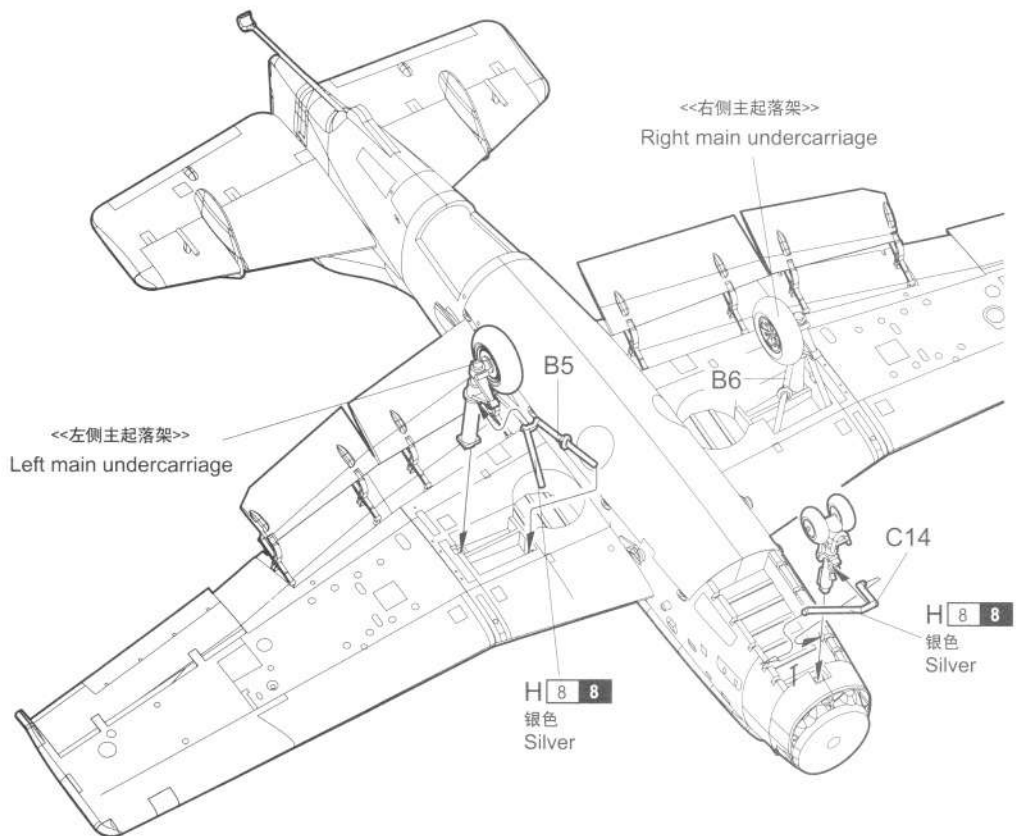 <<右侧主起落架>>
Right main undercarriage
B5
B6
<<左侧主起落架>>
Left main undercarriage
C14
H 8 8
银色
Silver
H 8 8
银色
Silver